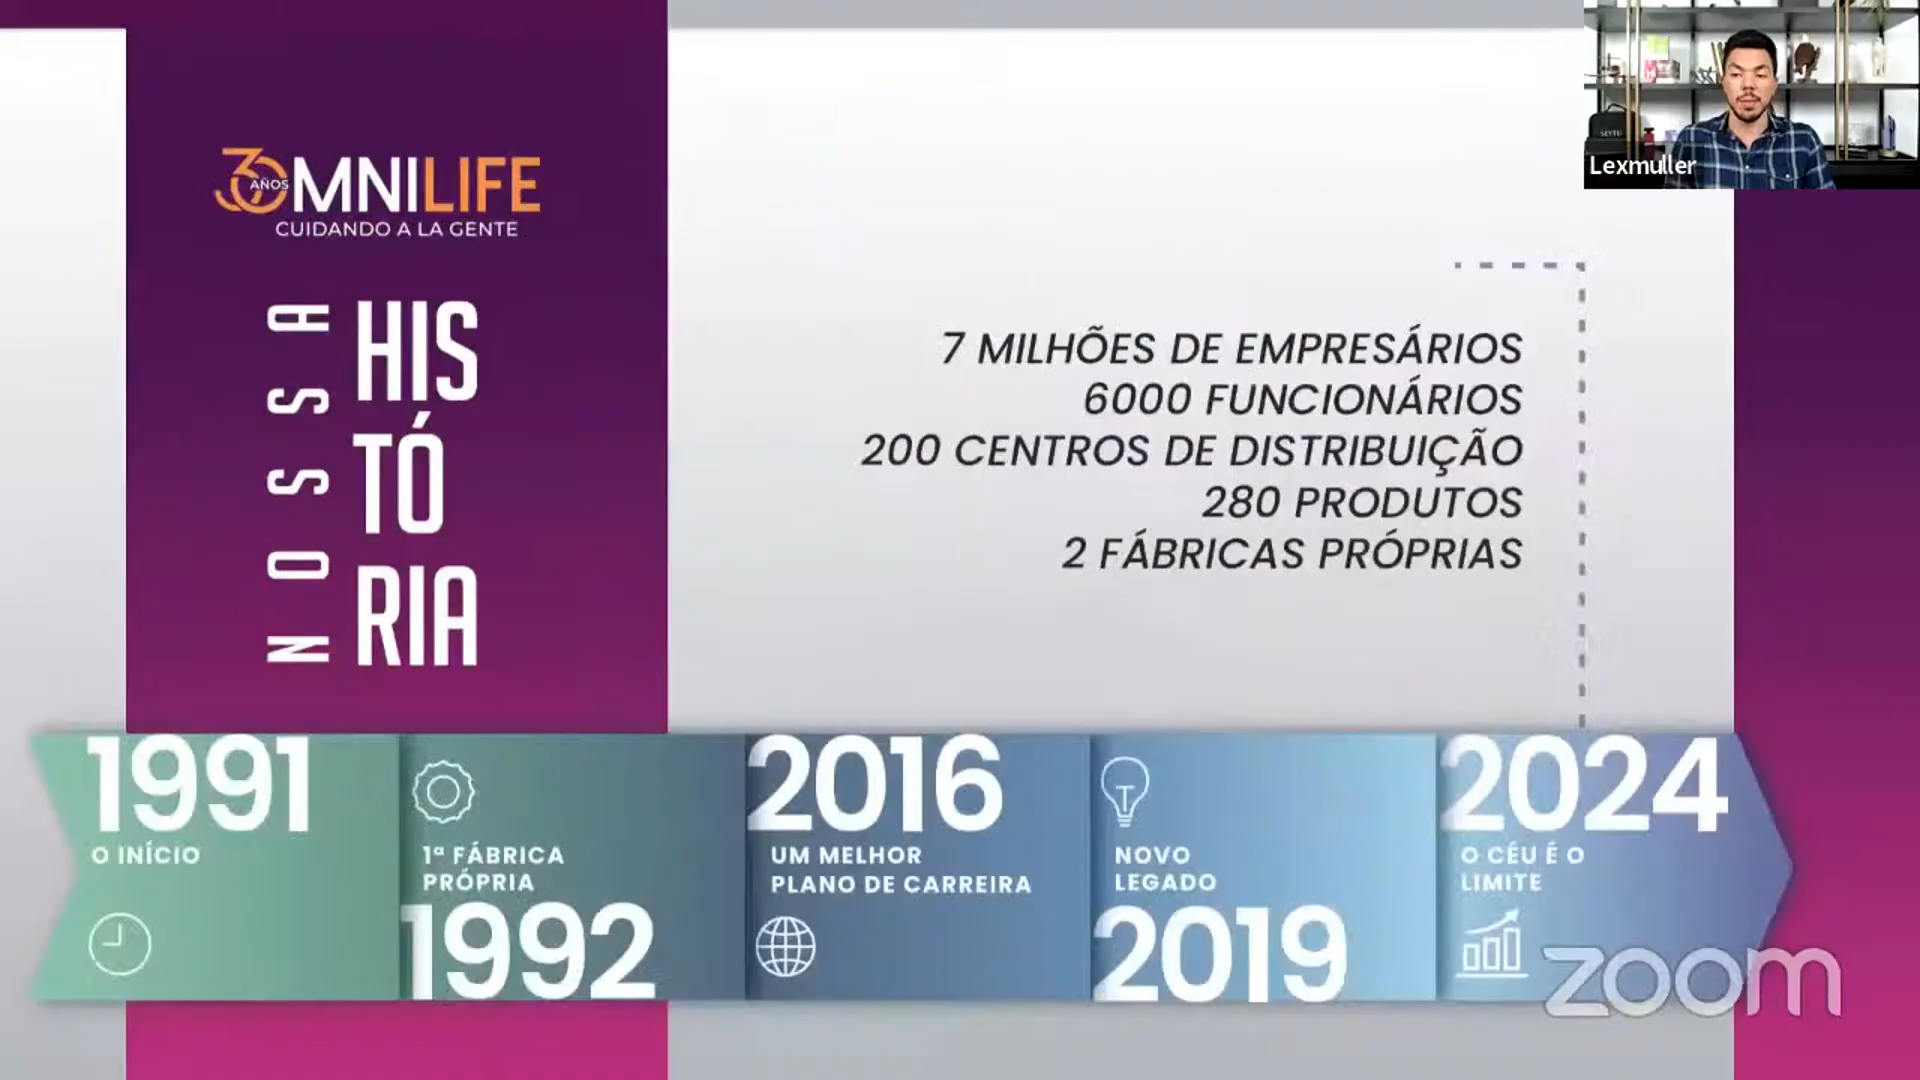 30 AÑOS
OMNILIFE
CUIDANDO A LA GENTE
NOSSA
HIS
TÓ
RIA
7 MILHÕES DE EMPRESÁRIOS
6000 FUNCIONÁRIOS
200 CENTROS DE DISTRIBUIÇÃO
280 PRODUTOS
2 FÁBRICAS PRÓPRIAS
Lexmuller
SEYTU
1991
O INÍCIO
1ª FÁBRICA
PRÓPRIA
1992
2016
UM MELHOR
PLANO DE CARREIRA
NOVO
LEGADO
2019
2024
O CÉU É O
LIMITE
zoom